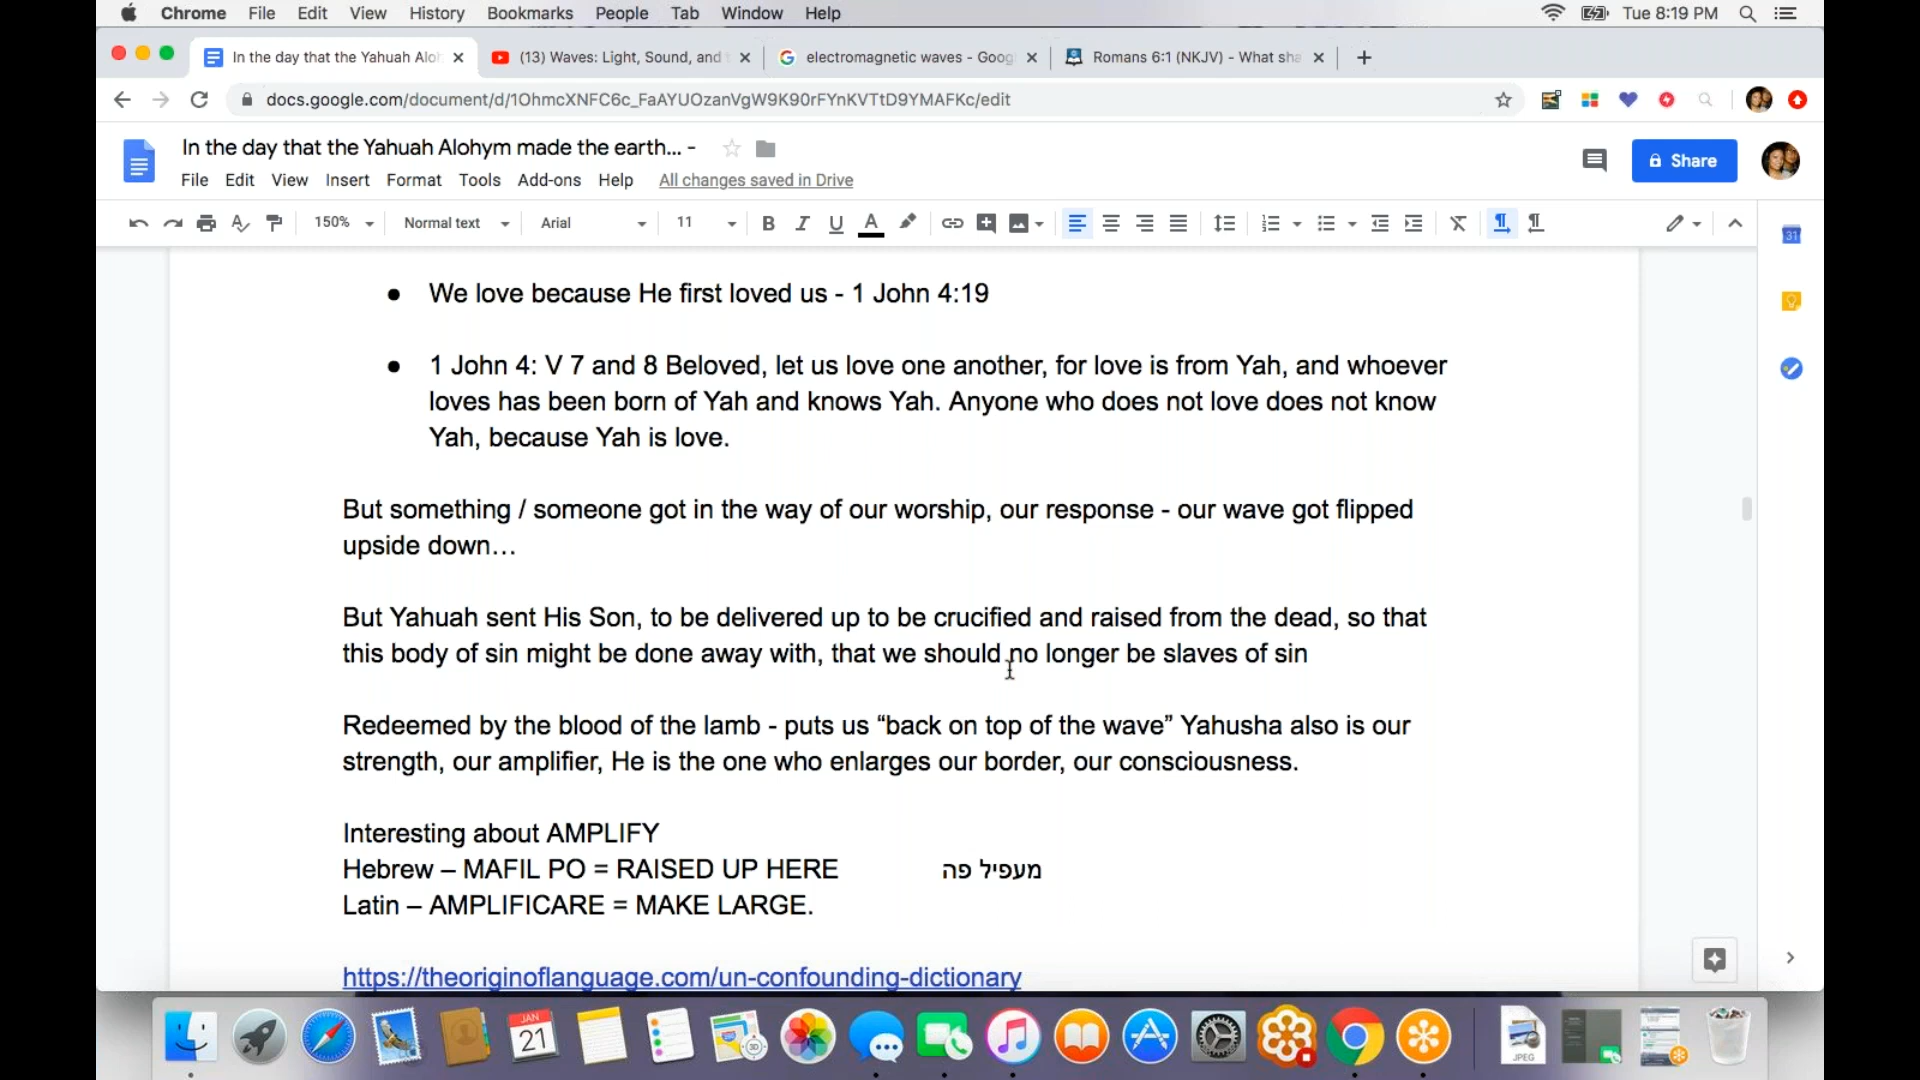 Chrome File Edit View History Bookmarks People Tab Window Help Tue 8:19 PM
In the day that the Yahuah Aloh (13) Waves: Light, Sound, and electromagnetic waves - Goog Romans 6:1 (NKJV) - What sha
docs.google.com/document/d/1OhmcXNFC6c_FaAYUOzanVgW9K90rFYnKVTtD9YMAFKc/edit
In the day that the Yahuah Alohym made the earth... -
Share
File Edit View Insert Format Tools Add-ons Help All changes saved in Drive
150% Normal text Arial 11 B I U A
31
● We love because He first loved us - 1 John 4:19
● 1 John 4: V 7 and 8 Beloved, let us love one another, for love is from Yah, and whoever
loves has been born of Yah and knows Yah. Anyone who does not love does not know
Yah, because Yah is love.
But something / someone got in the way of our worship, our response - our wave got flipped
upside down…
But Yahuah sent His Son, to be delivered up to be crucified and raised from the dead, so that
this body of sin might be done away with, that we should no longer be slaves of sin
Redeemed by the blood of the lamb - puts us “back on top of the wave” Yahusha also is our
strength, our amplifier, He is the one who enlarges our border, our consciousness.
Interesting about AMPLIFY
Hebrew – MAFIL PO = RAISED UP HERE מעפיל פה
Latin – AMPLIFICARE = MAKE LARGE.
https://theoriginoflanguage.com/un-confounding-dictionary
JAN
21
3D
JPEG